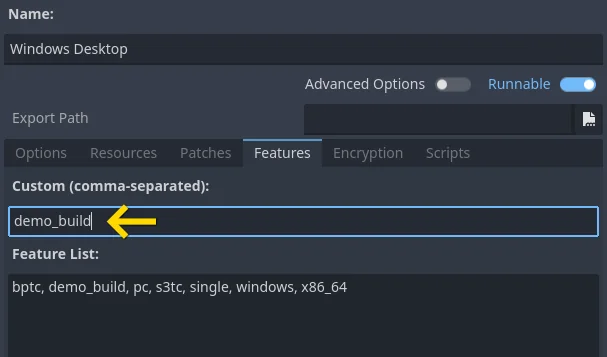 Name:
Windows Desktop
Advanced Options Runnable
Export Path
Options Resources Patches Features Encryption Scripts
Custom (comma-separated):
demo_build
Feature List:
bptc, demo_build, pc, s3tc, single, windows, x86_64